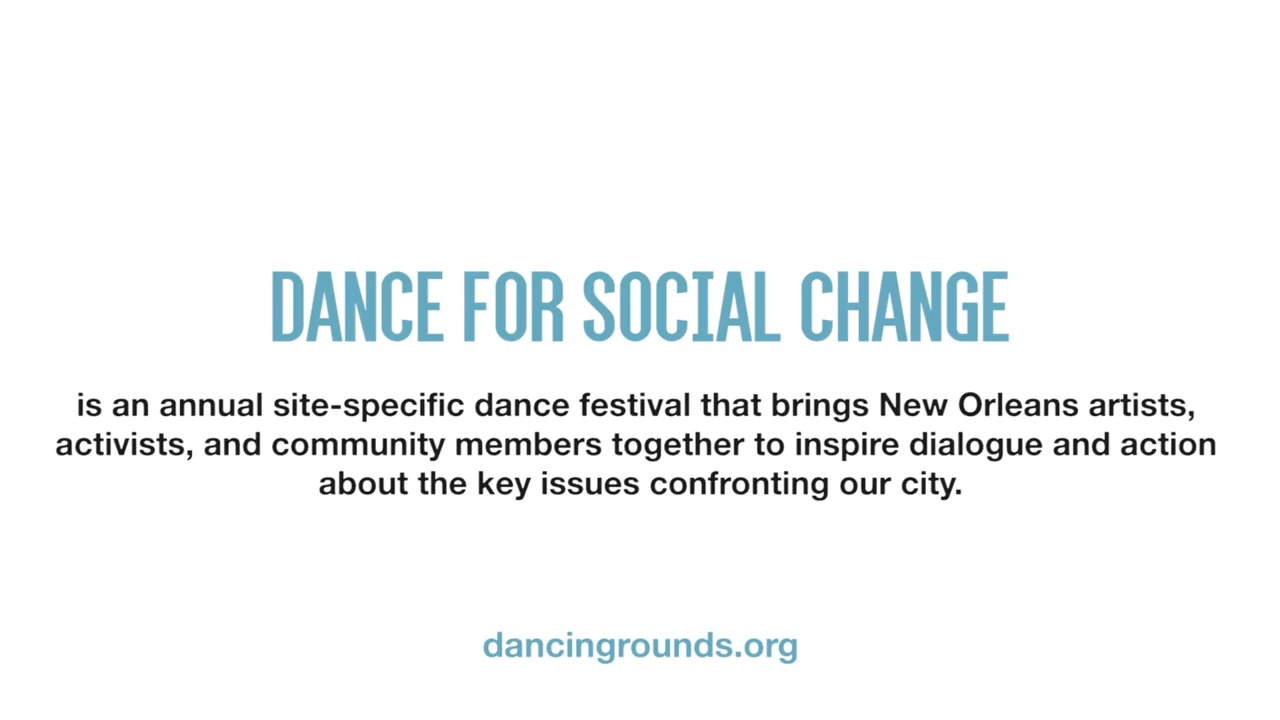 DANCE FOR SOCIAL CHANGE
is an annual site-specific dance festival that brings New Orleans artists,
activists, and community members together to inspire dialogue and action
about the key issues confronting our city.
dancingrounds.org